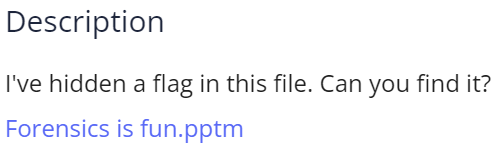 Description
I've hidden a flag in this file. Can you find it?
Forensics is fun.pptm